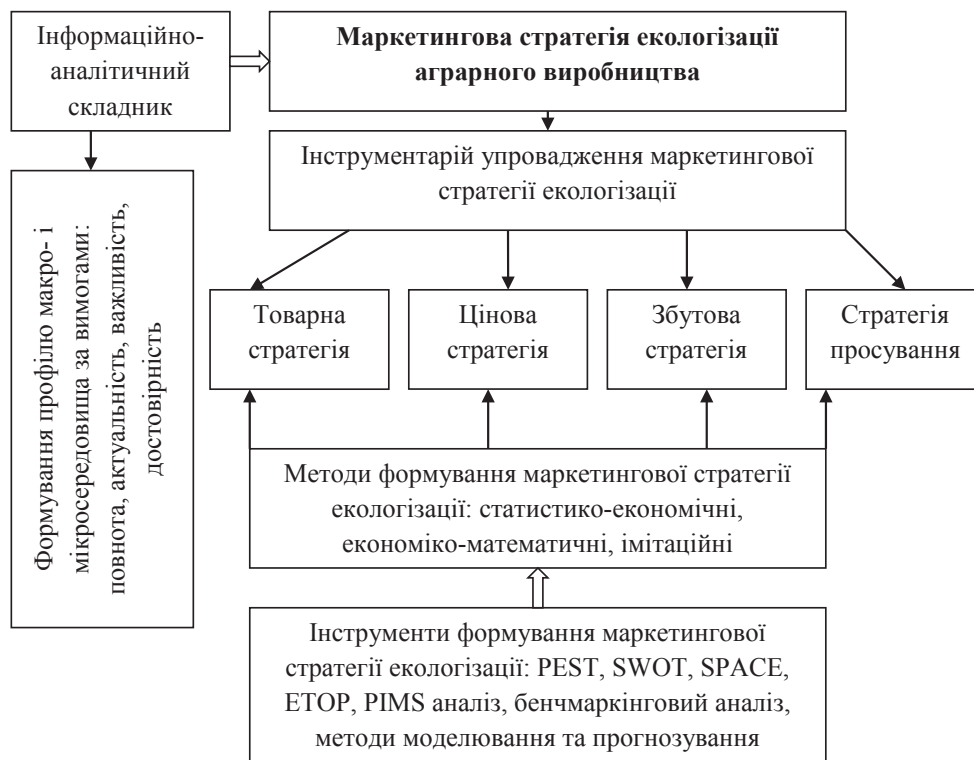 Інформаційно-
аналітичний
складник
Маркетингова стратегія екологізації
аграрного виробництва
Інструментарій упровадження маркетингової
стратегії екологізації
Формування профілю макро- і
мікросередовища за вимогами:
повнота, актуальність, важливість,
достовірність
Товарна
стратегія
Цінова
стратегія
Збутова
стратегія
Стратегія
просування
Методи формування маркетингової стратегії
екологізації: статистико-економічні,
економіко-математичні, імітаційні
Інструменти формування маркетингової
стратегії екологізації: PEST, SWOT, SPACE,
ETOP, PIMS аналіз, бенчмаркінговий аналіз,
методи моделювання та прогнозування